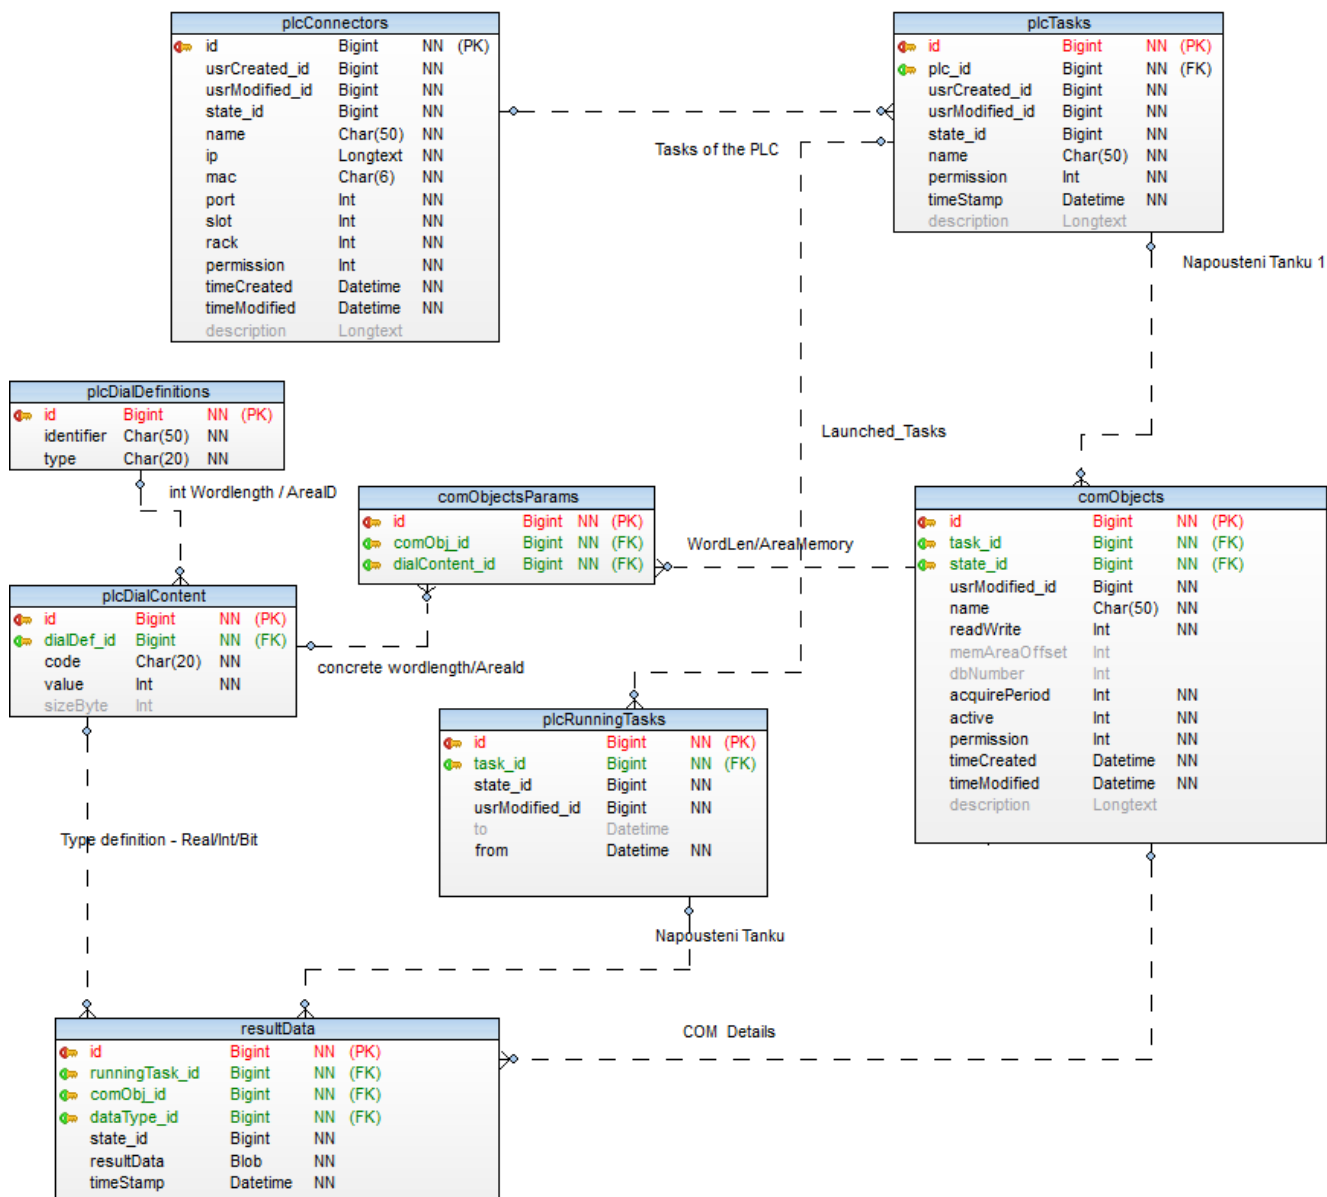 plcConnectors
id Bigint NN (PK)
usrCreated_id Bigint NN
usrModified_id Bigint NN
state_id Bigint NN
name Char(50) NN
ip Longtext NN
mac Char(6) NN
port Int NN
slot Int NN
rack Int NN
permission Int NN
timeCreated Datetime NN
timeModified Datetime NN
description Longtext
plcTasks
id Bigint NN (PK)
plc_id Bigint NN (FK)
usrCreated_id Bigint NN
usrModified_id Bigint NN
state_id Bigint NN
name Char(50) NN
permission Int NN
timeStamp Datetime NN
description Longtext
Tasks of the PLC
Napousteni Tanku 1
plcDialDefinitions
id Bigint NN (PK)
identifier Char(50) NN
type Char(20) NN
Launched_Tasks
int Wordlength / AreaID
comObjectsParams
id Bigint NN (PK)
comObj_id Bigint NN (FK)
dialContent_id Bigint NN (FK)
WordLen/AreaMemory
comObjects
id Bigint NN (PK)
task_id Bigint NN (FK)
state_id Bigint NN (FK)
usrModified_id Bigint NN
name Char(50) NN
readWrite Int NN
memAreaOffset Int
dbNumber Int
acquirePeriod Int NN
active Int NN
permission Int NN
timeCreated Datetime NN
timeModified Datetime NN
description Longtext
plcDialContent
id Bigint NN (PK)
dialDef_id Bigint NN (FK)
code Char(20) NN
value Int NN
sizeByte Int
concrete wordlength/AreaId
plcRunningTasks
id Bigint NN (PK)
task_id Bigint NN (FK)
state_id Bigint NN
usrModified_id Bigint NN
to Datetime
from Datetime NN
Type definition - Real/Int/Bit
Napousteni Tanku
resultData
id Bigint NN (PK)
runningTask_id Bigint NN (FK)
comObj_id Bigint NN (FK)
dataType_id Bigint NN (FK)
state_id Bigint NN
resultData Blob NN
timeStamp Datetime NN
COM Details